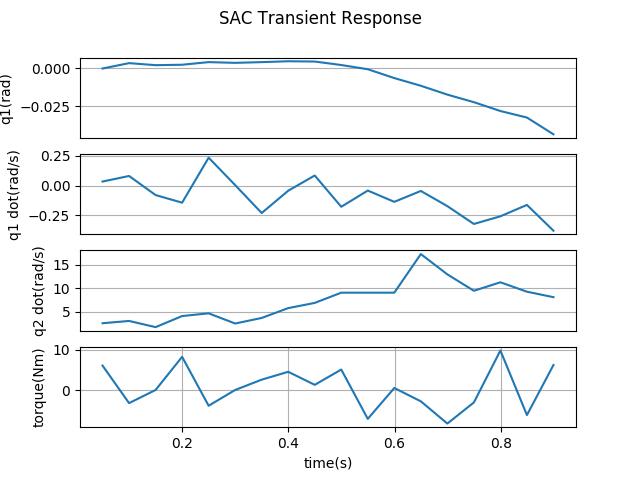 SAC Transient Response
0.000
−0.025
q1(rad)
0.25
0.00
−0.25
q1 dot(rad/s)
15
10
5
q2 dot(rad/s)
10
0
torque(Nm)
0.2 0.4 0.6 0.8
time(s)